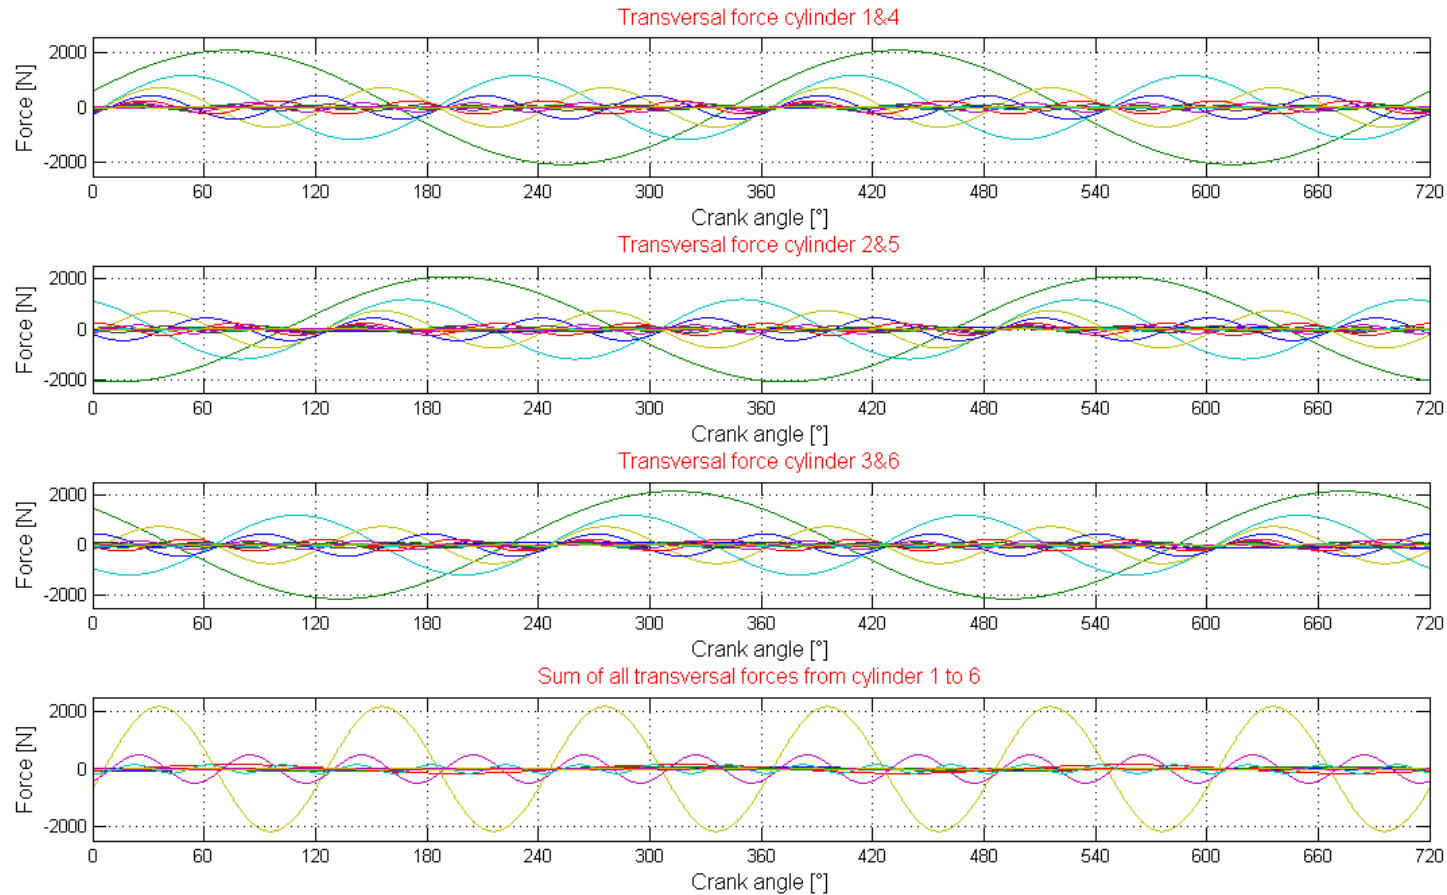 Transversal force cylinder 1&4
Force [N]
2000
0
-2000
0 60 120 180 240 300 360 420 480 540 600 660 720
Crank angle [°]
Transversal force cylinder 2&5
Force [N]
2000
0
-2000
0 60 120 180 240 300 360 420 480 540 600 660 720
Crank angle [°]
Transversal force cylinder 3&6
Force [N]
2000
0
-2000
0 60 120 180 240 300 360 420 480 540 600 660 720
Crank angle [°]
Sum of all transversal forces from cylinder 1 to 6
Force [N]
2000
0
-2000
0 60 120 180 240 300 360 420 480 540 600 660 720
Crank angle [°]